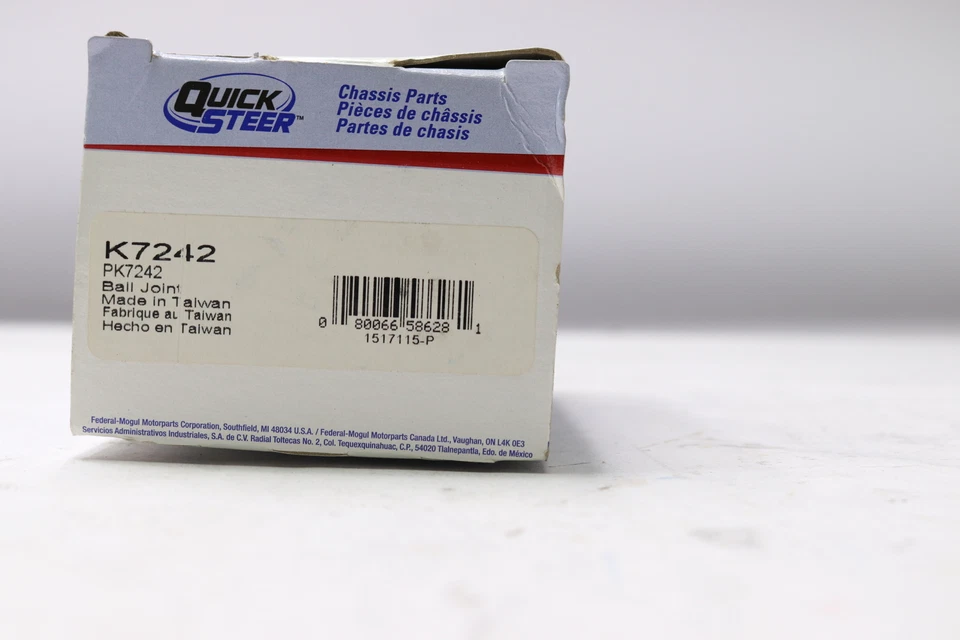 QUICK
STEER™
Chassis Parts
Pièces de châssis
Partes de chasis
K7242
PK7242
Ball Joint
Made in Taiwan
Fabrique au Taiwan
Hecho en Taiwan
0 80066 58628 1
1517115-P
Federal-Mogul Motorparts Corporation, Southfield, MI 48034 U.S.A. / Federal-Mogul Motorparts Canada Ltd., Vaughan, ON L4K 0E3
Servicios Administrativos Industriales, S.A. de C.V. Radial Toltecas No. 2, Col. Tequexquinahuac, C.P., 54020 Tlalnepantla, Edo. de México